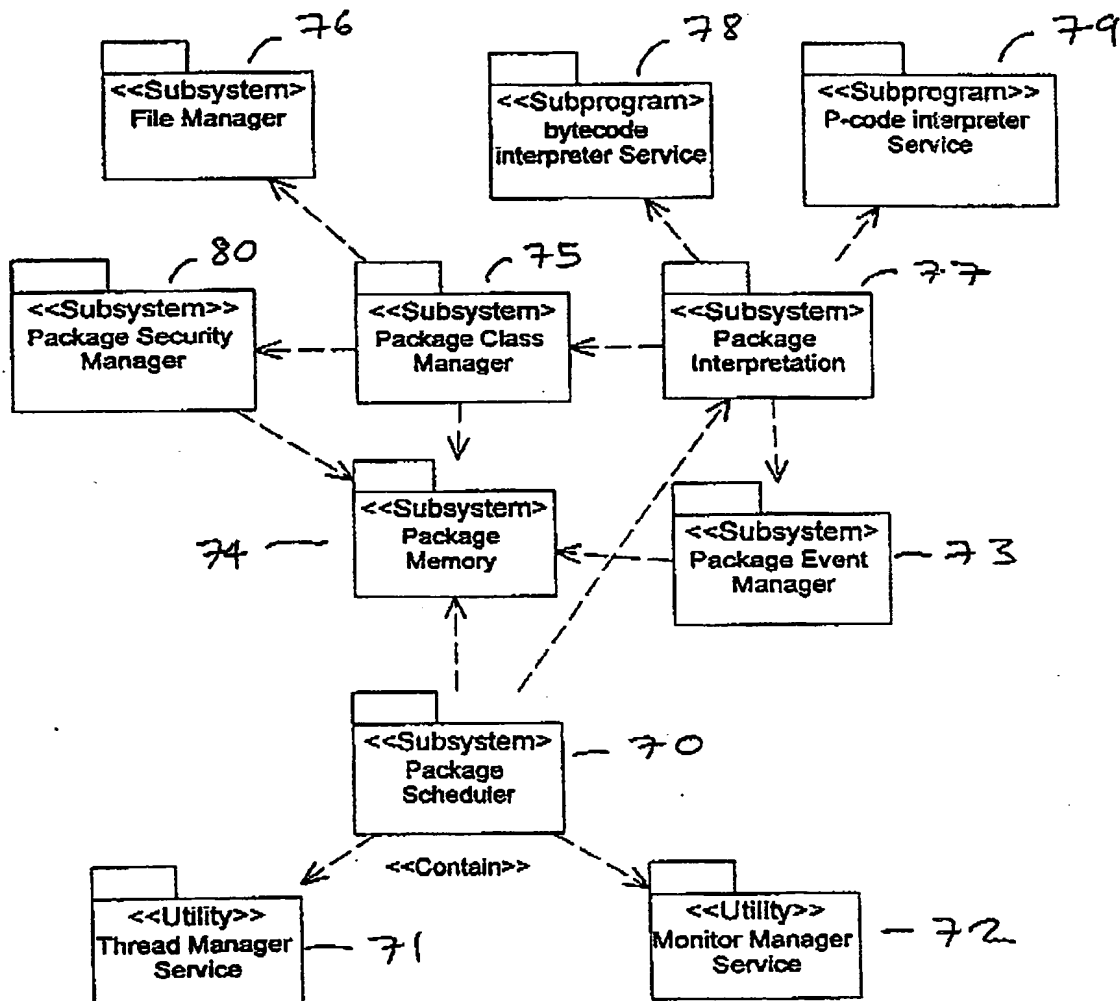 76
<<Subsystem>
File Manager
78
<<Subprogram>
bytecode
interpreter Service
79
<<Subprogram>>
P-code interpreter
Service
80
<<Subsystem>>
Package Security
Manager
75
<<Subsystem>
Package Class
Manager
77
<<Subsystem>
Package
Interpretation
74
<<Subsystem>
Package
Memory
<<Subsystem>
Package Event
Manager
73
<<Subsystem>
Package
Scheduler
70
<<Contain>>
<<Utility>>
Thread Manager
Service
71
<<Utility>>
Monitor Manager
Service
72